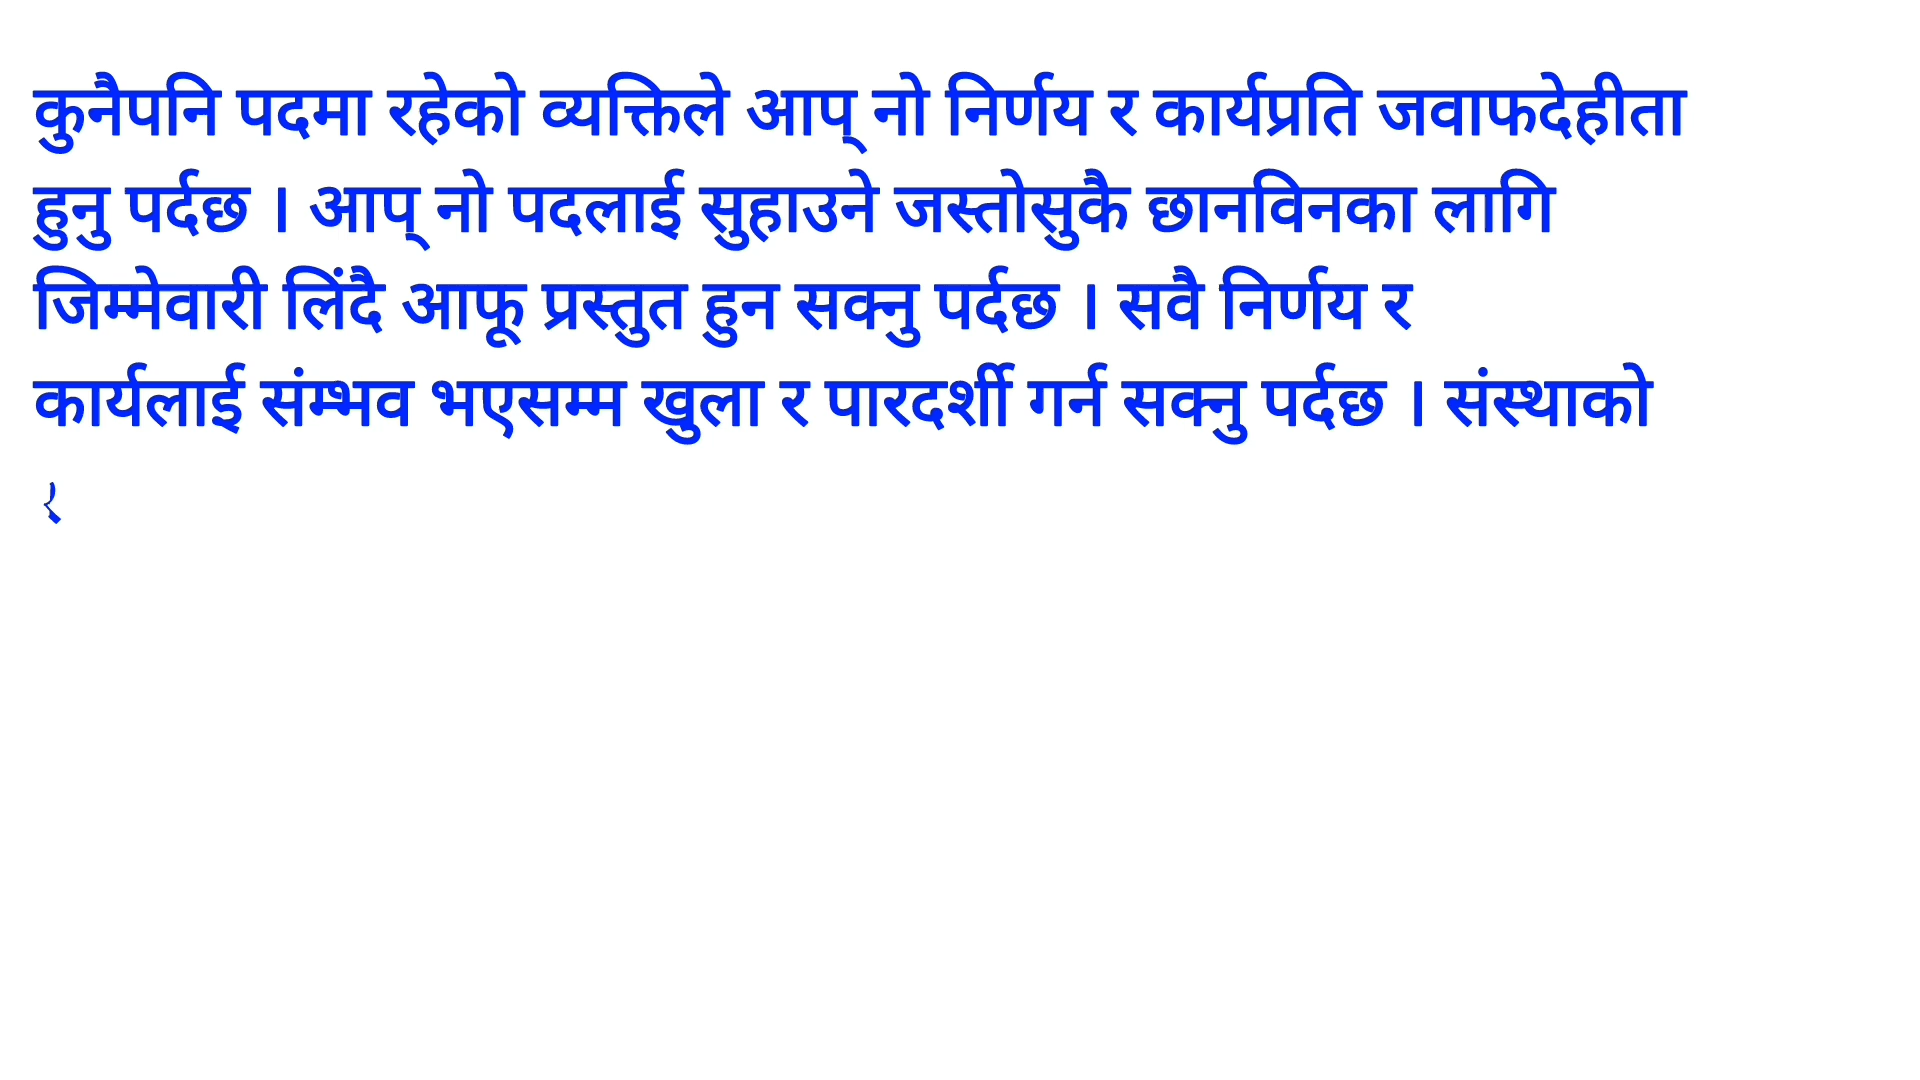 कुनैपनि पदमा रहेको व्यक्तिले आप् नो निर्णय र कार्यप्रति जवाफदेहीता
हुनु पर्दछ । आप् नो पदलाई सुहाउने जस्तोसुकै छानविनका लागि
जिम्मेवारी लिंदै आफू प्रस्तुत हुन सक्नु पर्दछ । सवै निर्णय र
कार्यलाई संम्भव भएसम्म खुला र पारदर्शी गर्न सक्नु पर्दछ । संस्थाको